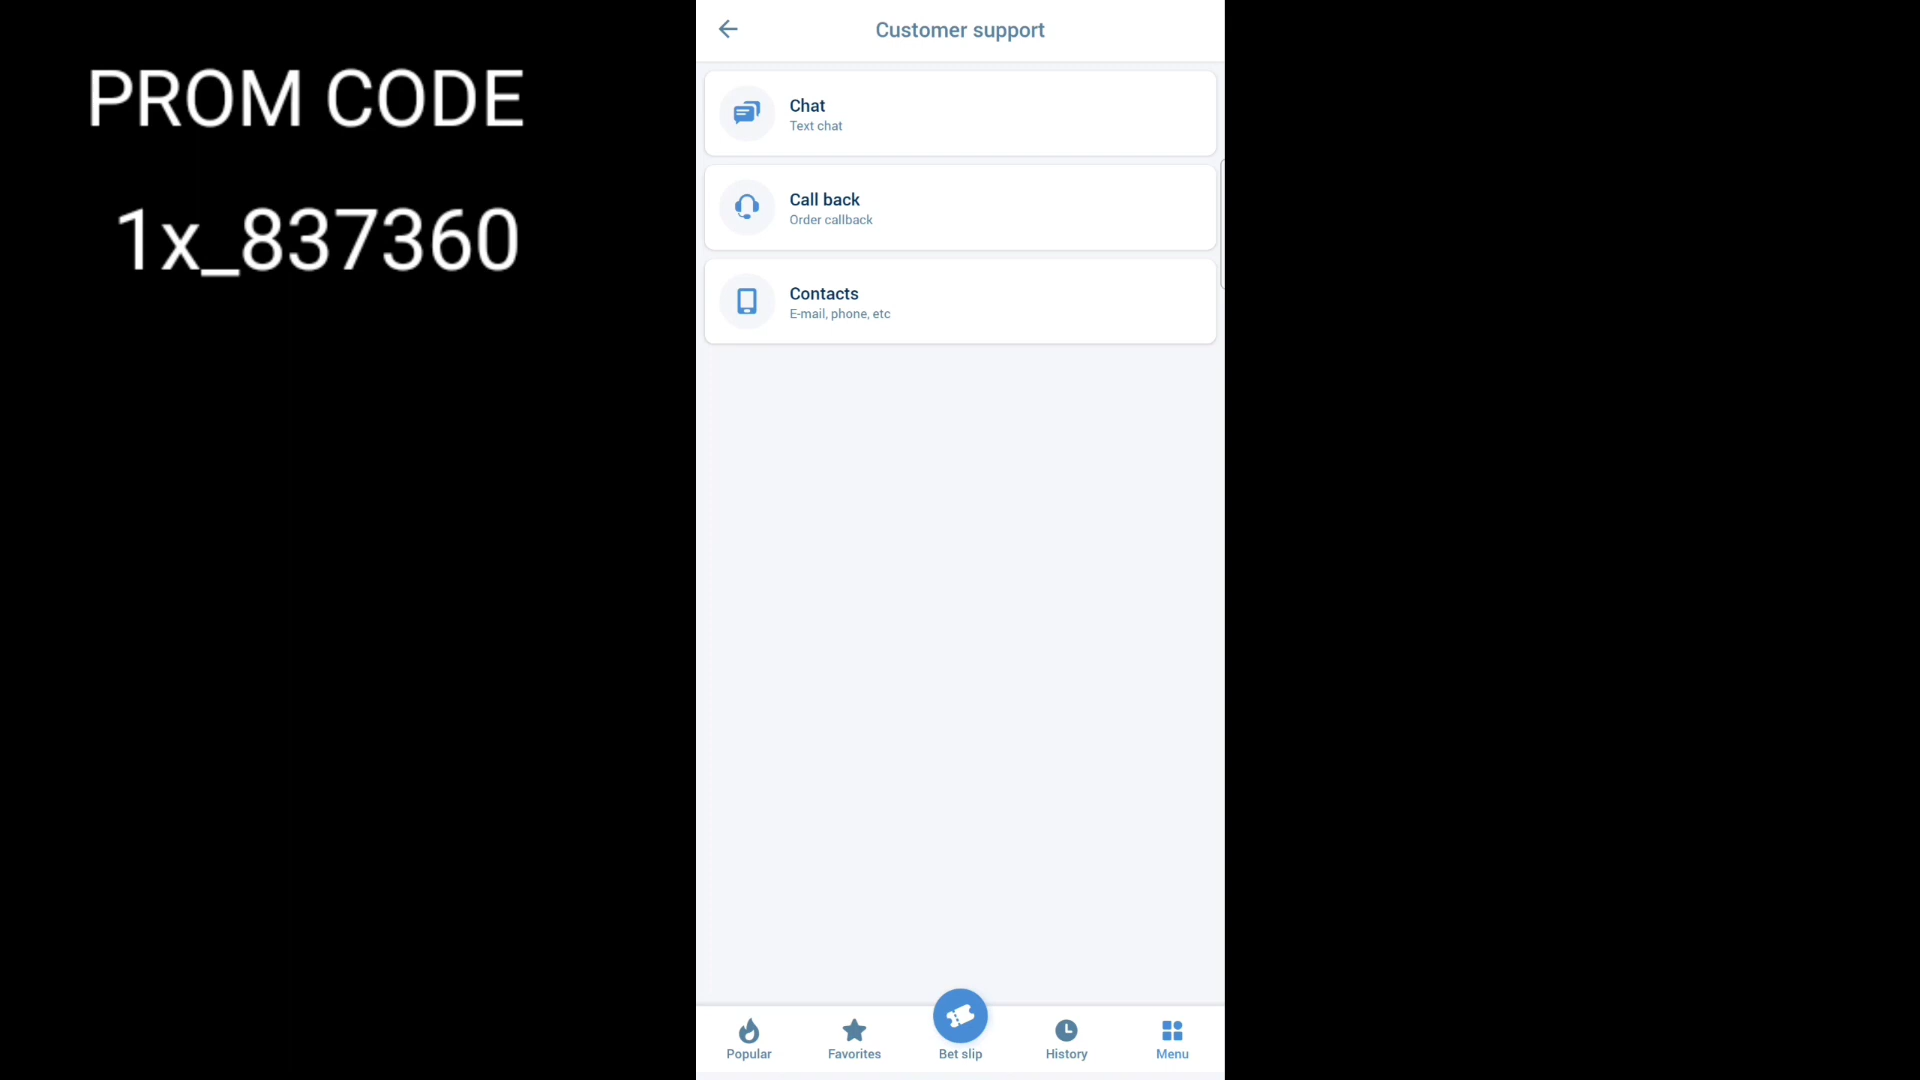 PROM CODE
1x_837360
Customer support
Chat
Text chat
Call back
Order callback
Contacts
E-mail, phone, etc
Popular
Favorites
Bet slip
History
Menu